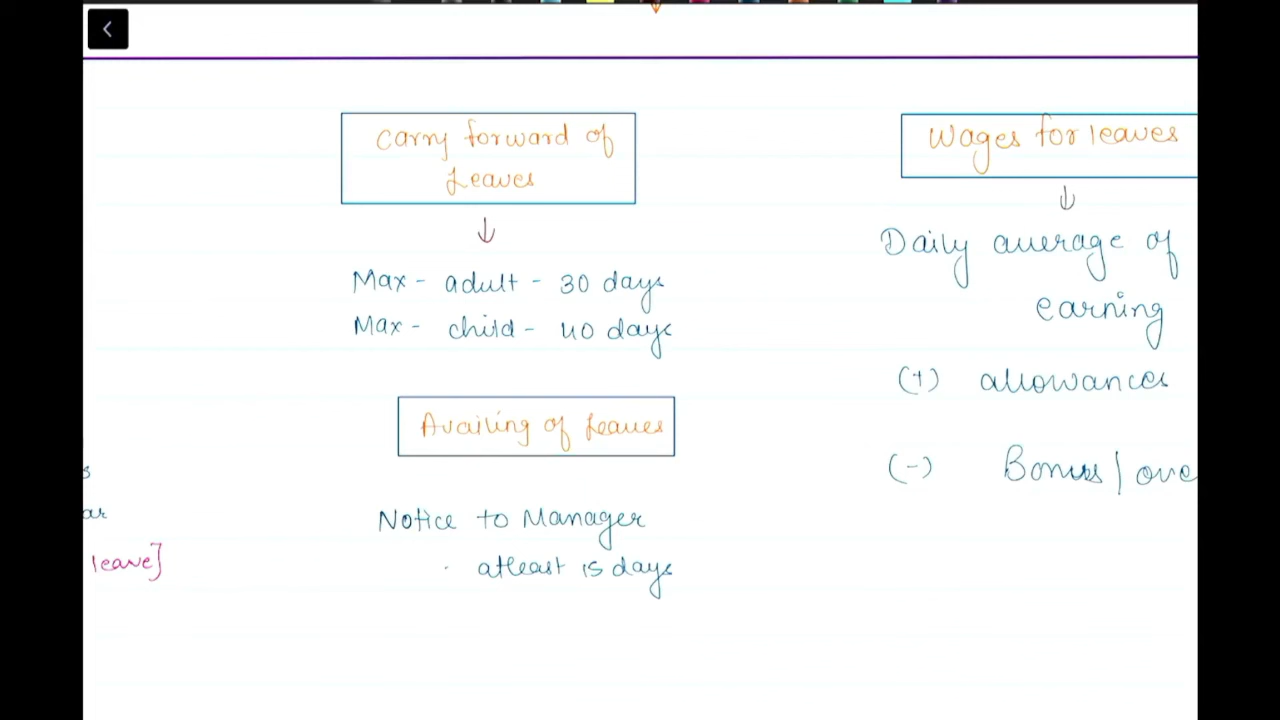 Carry forward of
Leaves
↓
Max - adult - 30 days
Max - child - 40 days
Availing of Leaves
Notice to Manager
atleast 15 days
leave]
Wages for leaves
↓
Daily average of
earning
(+) allowances
(-) Bonus /